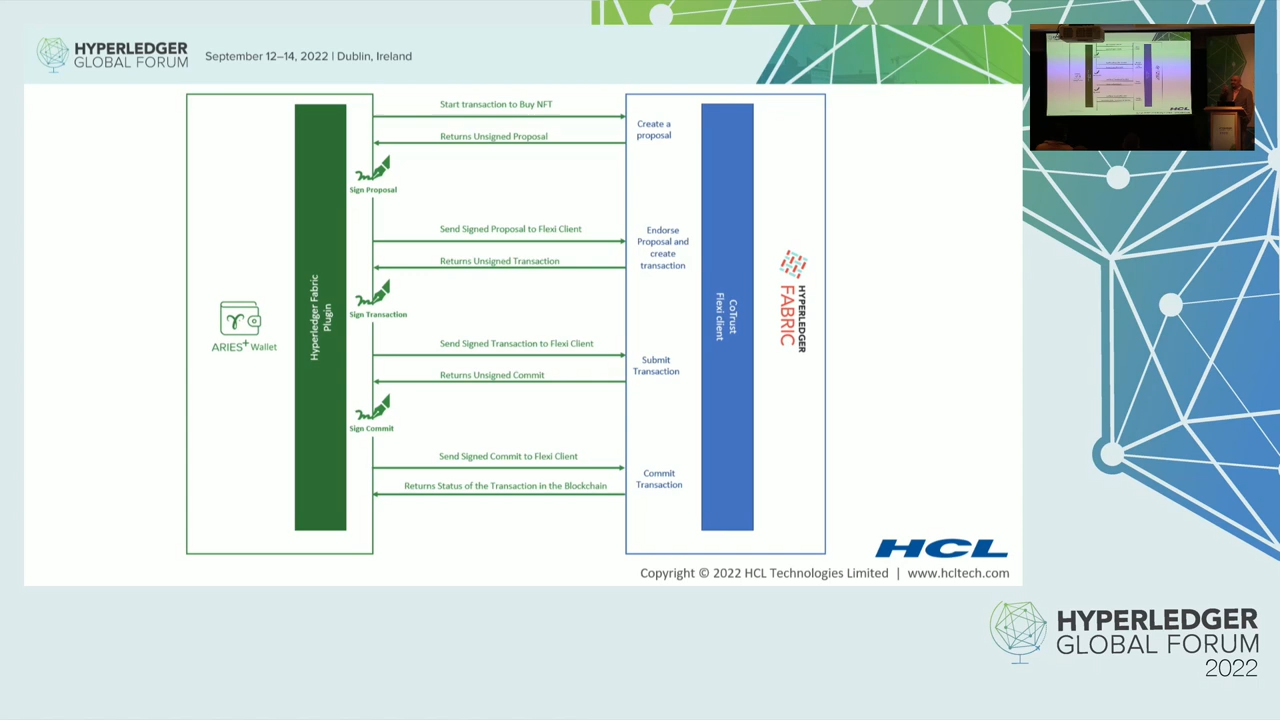 HYPERLEDGER
GLOBAL FORUM
September 12–14, 2022 | Dublin, Ireland
Start transaction to Buy NFT
Create a
proposal
Returns Unsigned Proposal
Sign Proposal
Send Signed Proposal to Flexi Client
Endorse
Proposal and
create
transaction
Returns Unsigned Transaction
Sign Transaction
Hyperledger Fabric
Plugin
ARIES+ Wallet
CoTrust
Flexi client
HYPERLEDGER
FABRIC
Send Signed Transaction to Flexi Client
Submit
Transaction
Returns Unsigned Commit
Sign Commit
Send Signed Commit to Flexi Client
Commit
Transaction
Returns Status of the Transaction in the Blockchain
HCL
Copyright © 2022 HCL Technologies Limited | www.hcltech.com
HCL
HYPERLEDGER
GLOBAL FORUM
2022